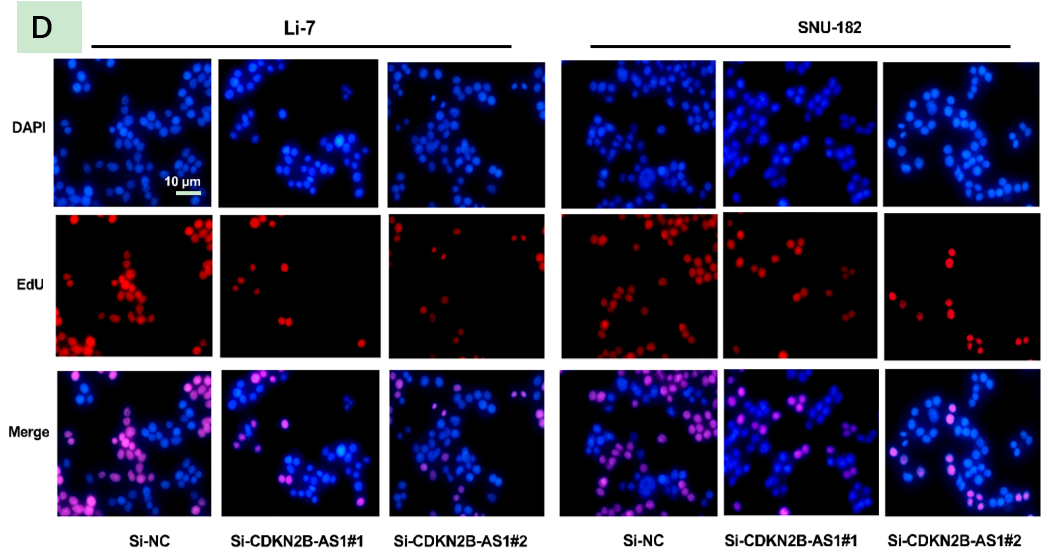 D
Li-7
SNU-182
DAPI
10 µm
EdU
Merge
Si-NC
Si-CDKN2B-AS1#1
Si-CDKN2B-AS1#2
Si-NC
Si-CDKN2B-AS1#1
Si-CDKN2B-AS1#2